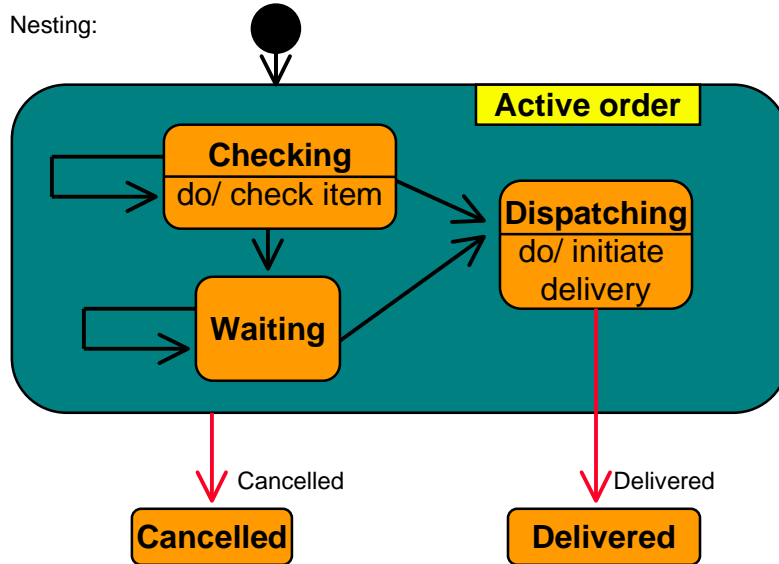 Nesting:
Active order
Checking
do/ check item
Dispatching
do/ initiate
delivery
Waiting
Cancelled
Delivered
Cancelled
Delivered